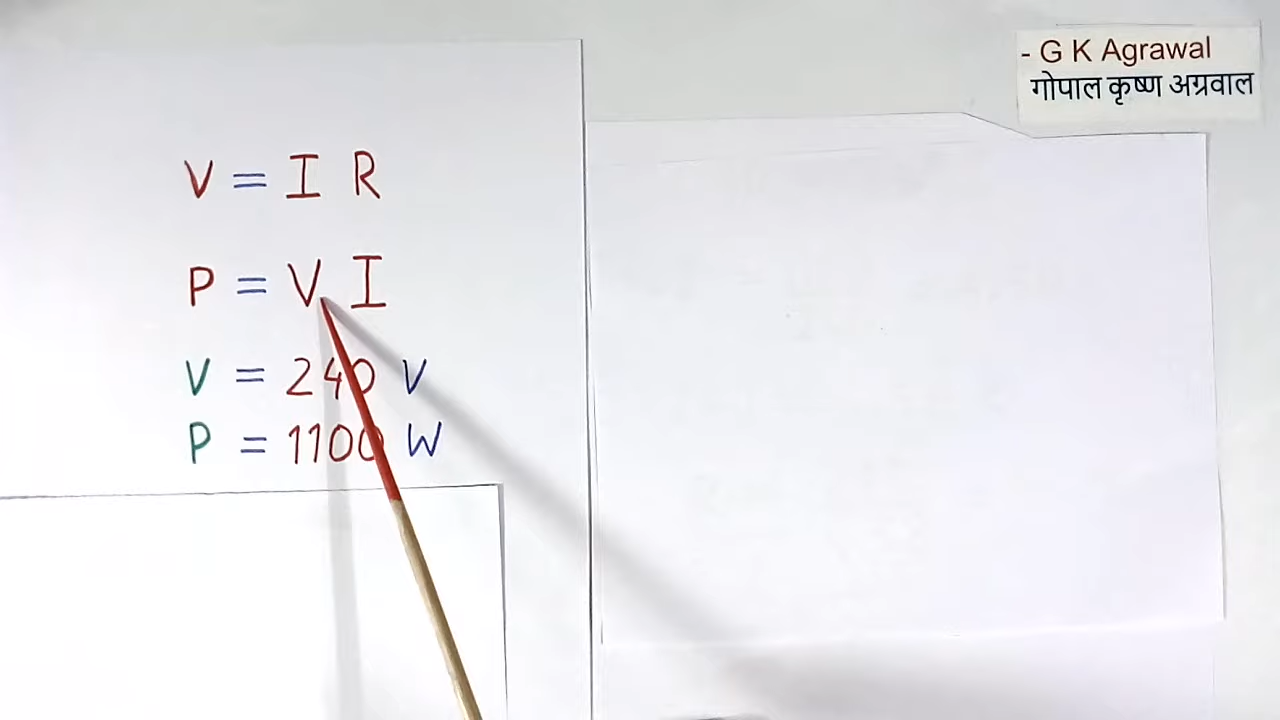 - G K Agrawal
गोपाल कृष्ण अग्रवाल
V = I R
P = V I
V = 240 V
P = 1100 W